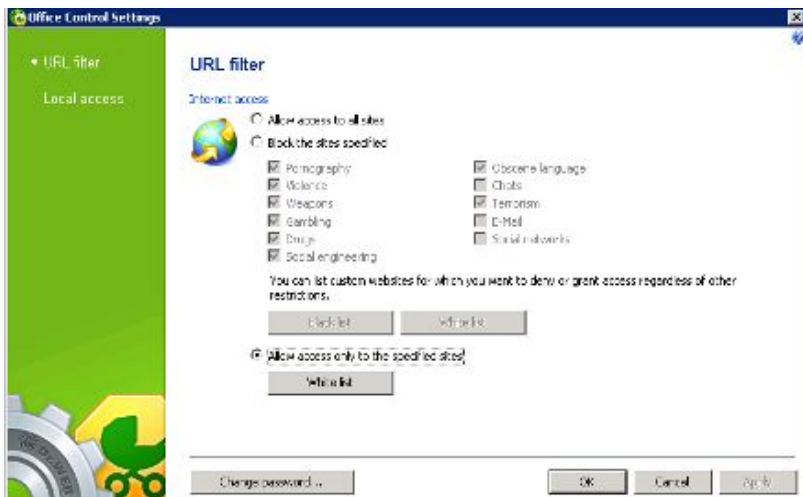 Office Control Settings
URL filter
Local access
URL filter
Internet access
Allow access to all sites
Block the sites specified
Pornography
Obscene language
Violence
Chats
Weapons
Terrorism
Gambling
E-Mail
Drugs
Social networks
Social engineering
You can list custom websites for which you want to deny or grant access regardless of other
restrictions.
Black list
White list
Allow access only to the specified sites
White list
DR.WEB
Change password...
OK
Cancel
Apply